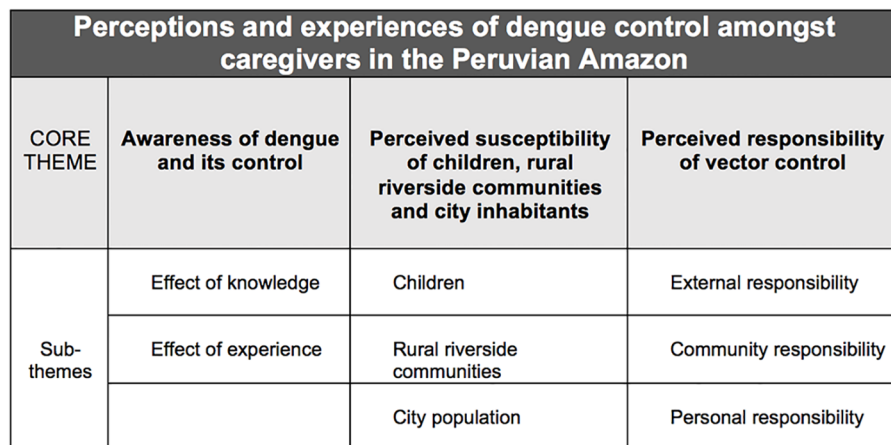 Perceptions and experiences of dengue control amongst
caregivers in the Peruvian Amazon
CORE
THEME
Awareness of dengue
and its control
Perceived susceptibility
of children, rural
riverside communities
and city inhabitants
Perceived responsibility
of vector control
Sub-
themes
Effect of knowledge
Children
External responsibility
Effect of experience
Rural riverside
communities
Community responsibility
City population
Personal responsibility